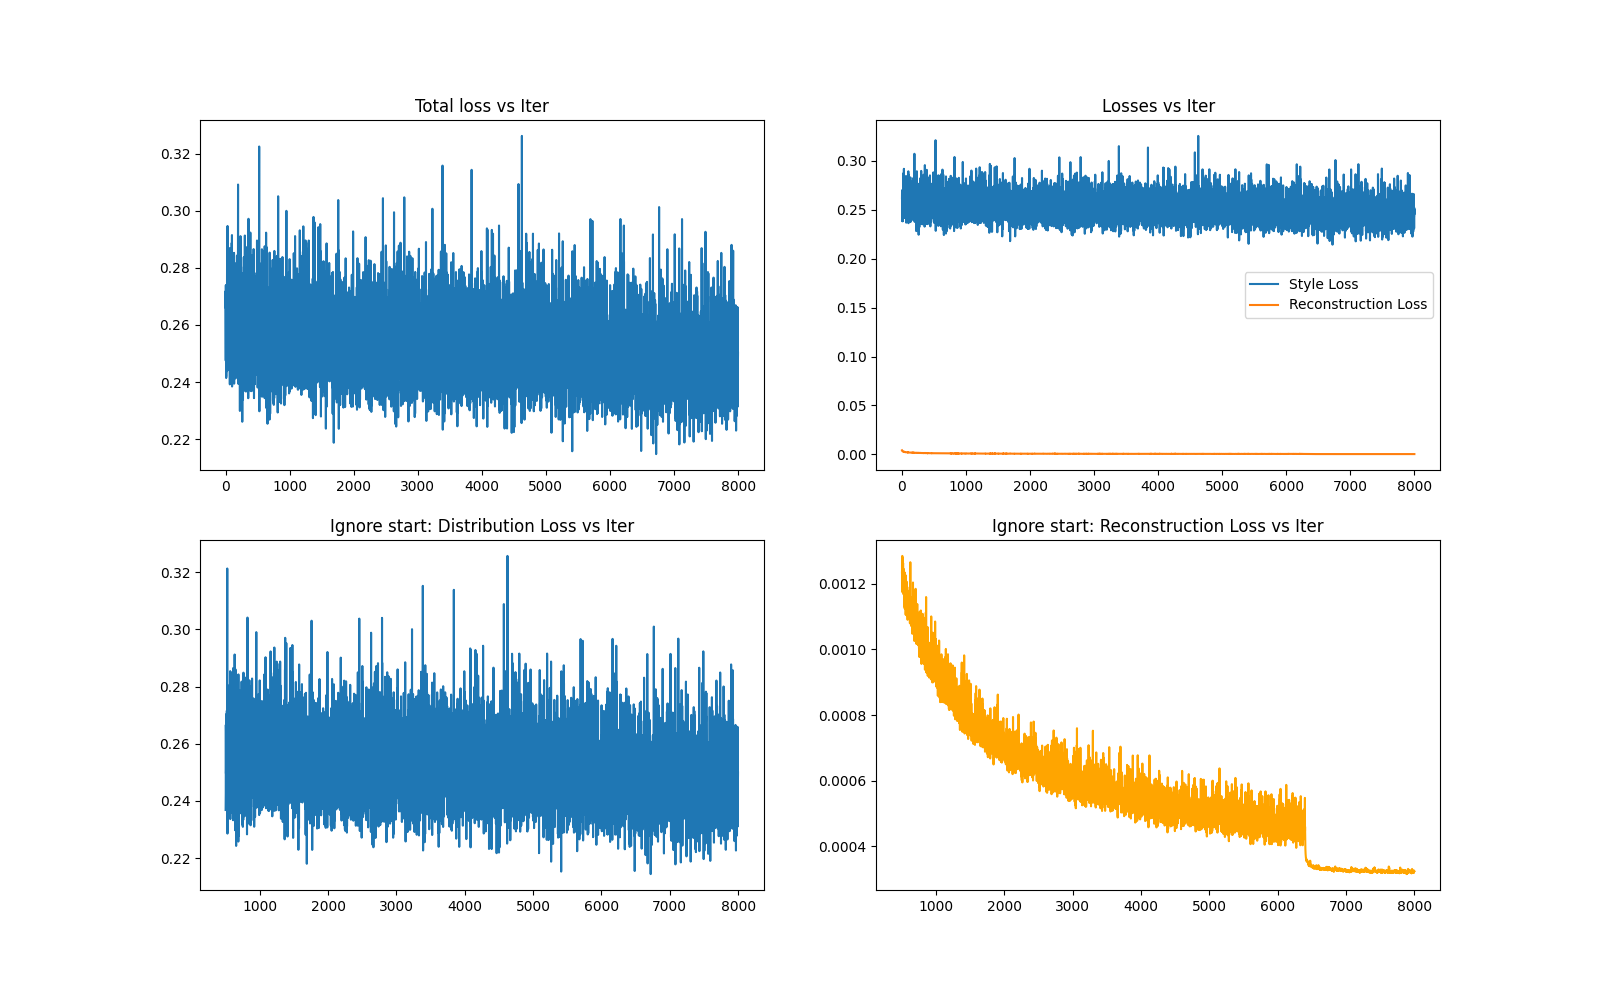 Total loss vs Iter
0.32
0.30
0.28
0.26
0.24
0.22
0 1000 2000 3000 4000 5000 6000 7000 8000
Losses vs Iter
0.30
0.25
0.20
0.15
0.10
0.05
0.00
Style Loss
Reconstruction Loss
0 1000 2000 3000 4000 5000 6000 7000 8000
Ignore start: Distribution Loss vs Iter
0.32
0.30
0.28
0.26
0.24
0.22
1000 2000 3000 4000 5000 6000 7000 8000
Ignore start: Reconstruction Loss vs Iter
0.0012
0.0010
0.0008
0.0006
0.0004
1000 2000 3000 4000 5000 6000 7000 8000